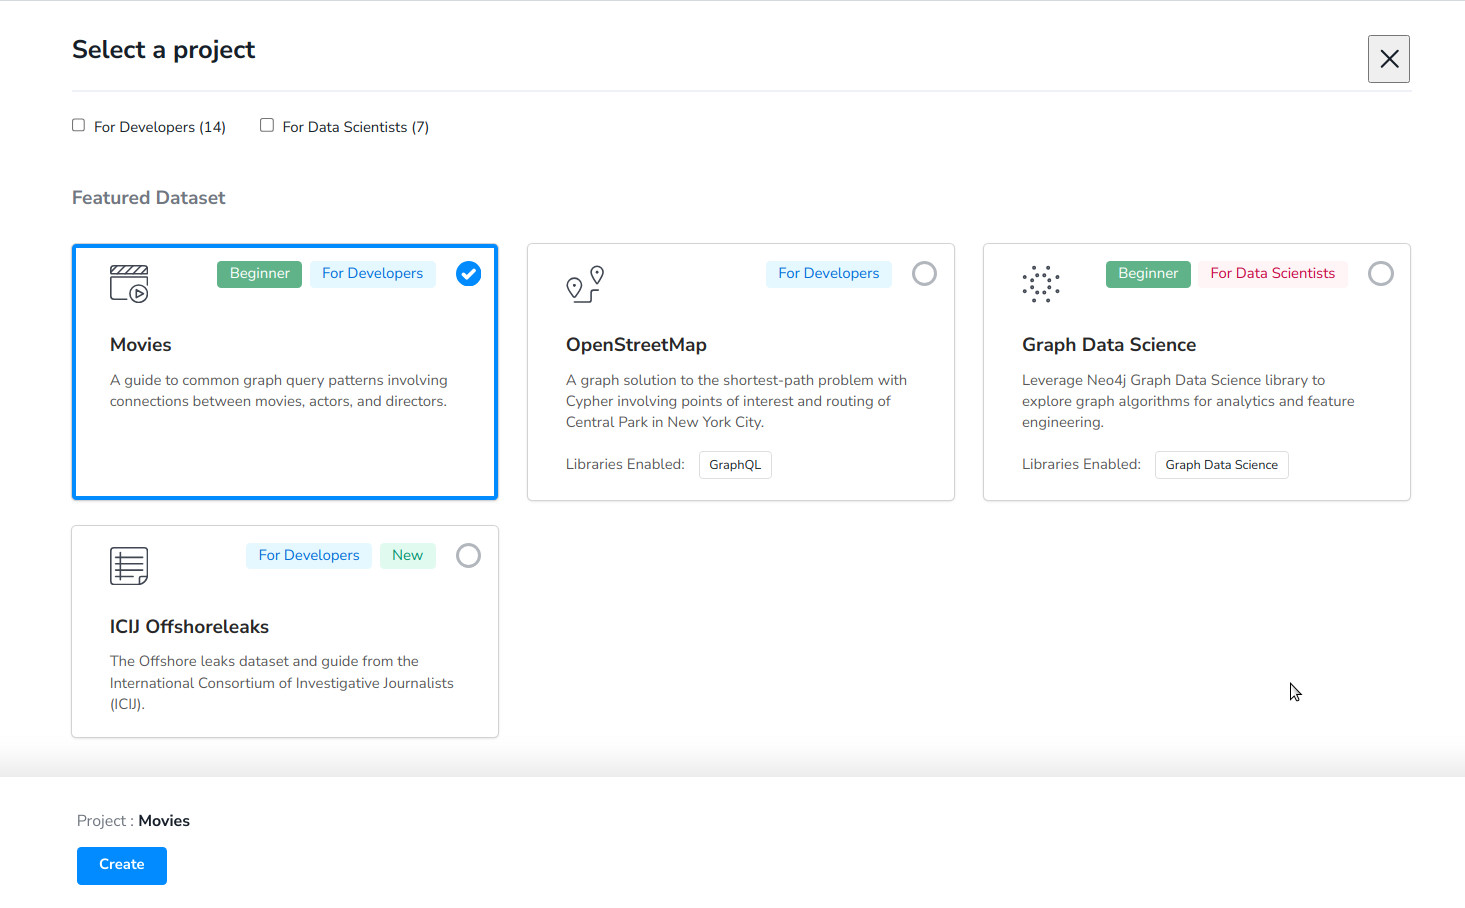 Select a project
For Developers (14) For Data Scientists (7)
Featured Dataset
Beginner For Developers
Movies
A guide to common graph query patterns involving
connections between movies, actors, and directors.
For Developers
OpenStreetMap
A graph solution to the shortest-path problem with
Cypher involving points of interest and routing of
Central Park in New York City.
Libraries Enabled: GraphQL
Beginner For Data Scientists
Graph Data Science
Leverage Neo4j Graph Data Science library to
explore graph algorithms for analytics and feature
engineering.
Libraries Enabled: Graph Data Science
For Developers New
ICIJ Offshoreleaks
The Offshore leaks dataset and guide from the
International Consortium of Investigative Journalists
(ICIJ).
Project : Movies
Create